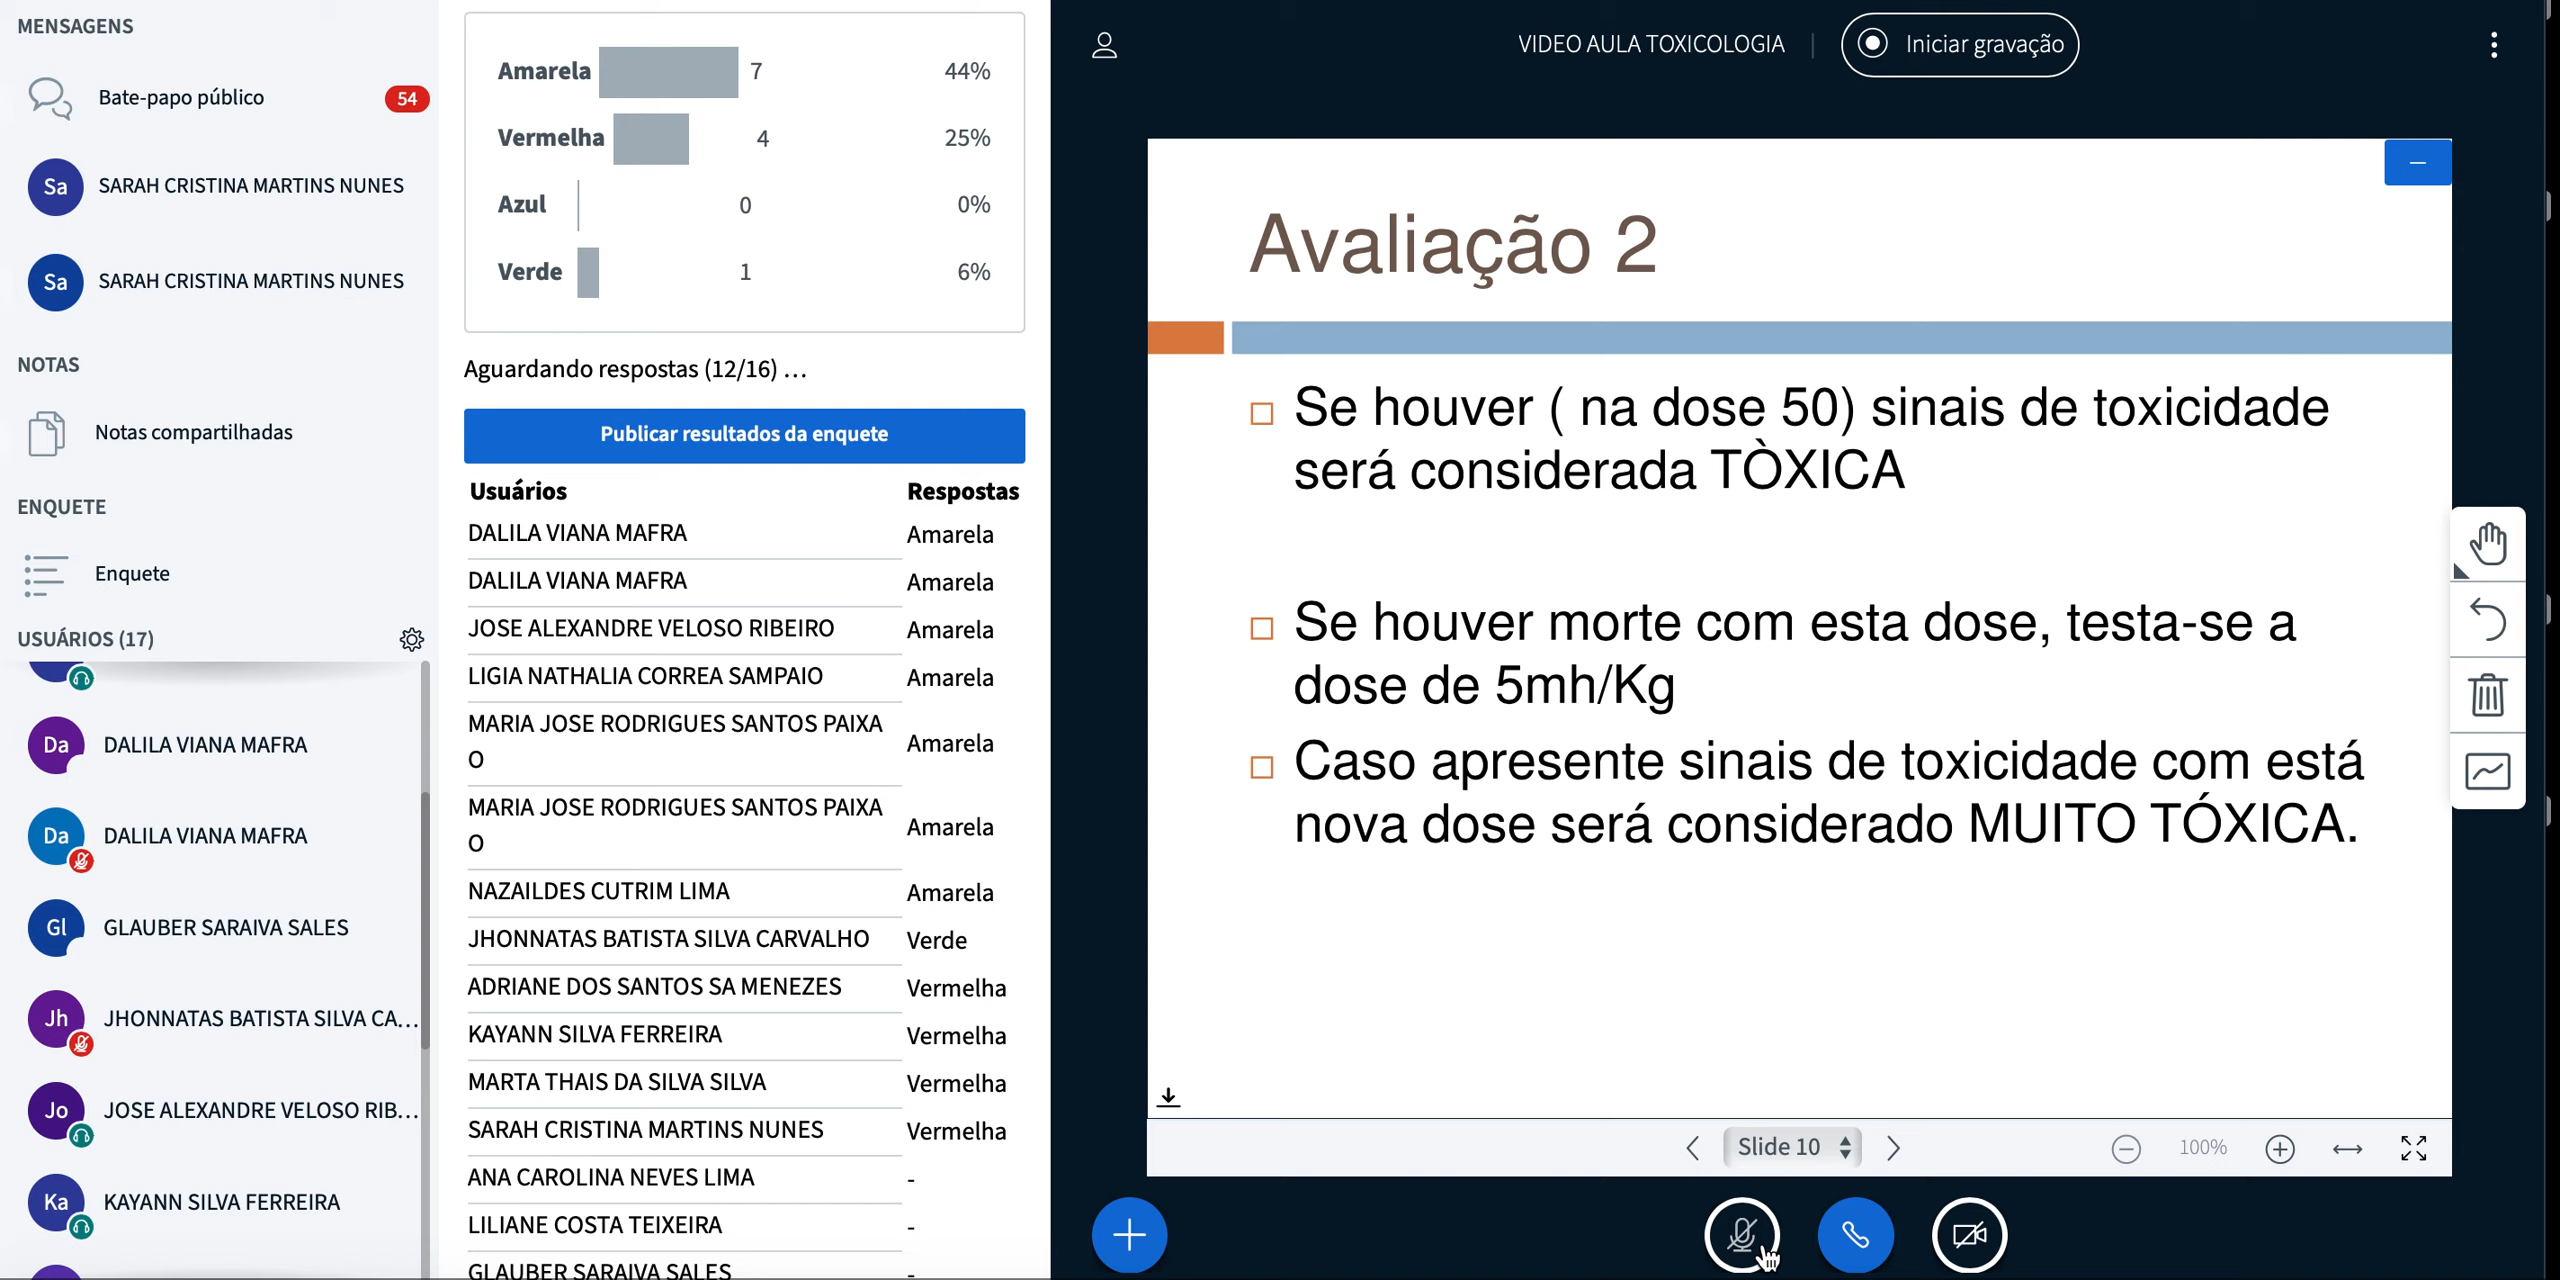 MENSAGENS
Bate-papo público
54
Sa
SARAH CRISTINA MARTINS NUNES
Sa
SARAH CRISTINA MARTINS NUNES
NOTAS
Notas compartilhadas
ENQUETE
Enquete
USUÁRIOS (17)
Da
DALILA VIANA MAFRA
Da
DALILA VIANA MAFRA
Gl
GLAUBER SARAIVA SALES
Jh
JHONNATAS BATISTA SILVA CA...
Jo
JOSE ALEXANDRE VELOSO RIB...
Ka
KAYANN SILVA FERREIRA
Amarela 7 44%
Vermelha 4 25%
Azul 0 0%
Verde 1 6%
Aguardando respostas (12/16) ...
Publicar resultados da enquete
Usuários Respostas
DALILA VIANA MAFRA Amarela
DALILA VIANA MAFRA Amarela
JOSE ALEXANDRE VELOSO RIBEIRO Amarela
LIGIA NATHALIA CORREA SAMPAIO Amarela
MARIA JOSE RODRIGUES SANTOS PAIXA
O
Amarela
MARIA JOSE RODRIGUES SANTOS PAIXA
O
Amarela
NAZAILDES CUTRIM LIMA Amarela
JHONNATAS BATISTA SILVA CARVALHO Verde
ADRIANE DOS SANTOS SA MENEZES Vermelha
KAYANN SILVA FERREIRA Vermelha
MARTA THAIS DA SILVA SILVA Vermelha
SARAH CRISTINA MARTINS NUNES Vermelha
ANA CAROLINA NEVES LIMA -
LILIANE COSTA TEIXEIRA -
GLAUBER SARAIVA SALES -
VIDEO AULA TOXICOLOGIA
Iniciar gravação
Avaliação 2
Se houver ( na dose 50) sinais de toxicidade
será considerada TÒXICA
Se houver morte com esta dose, testa-se a
dose de 5mh/Kg
Caso apresente sinais de toxicidade com está
nova dose será considerado MUITO TÓXICA.
Slide 10
100%